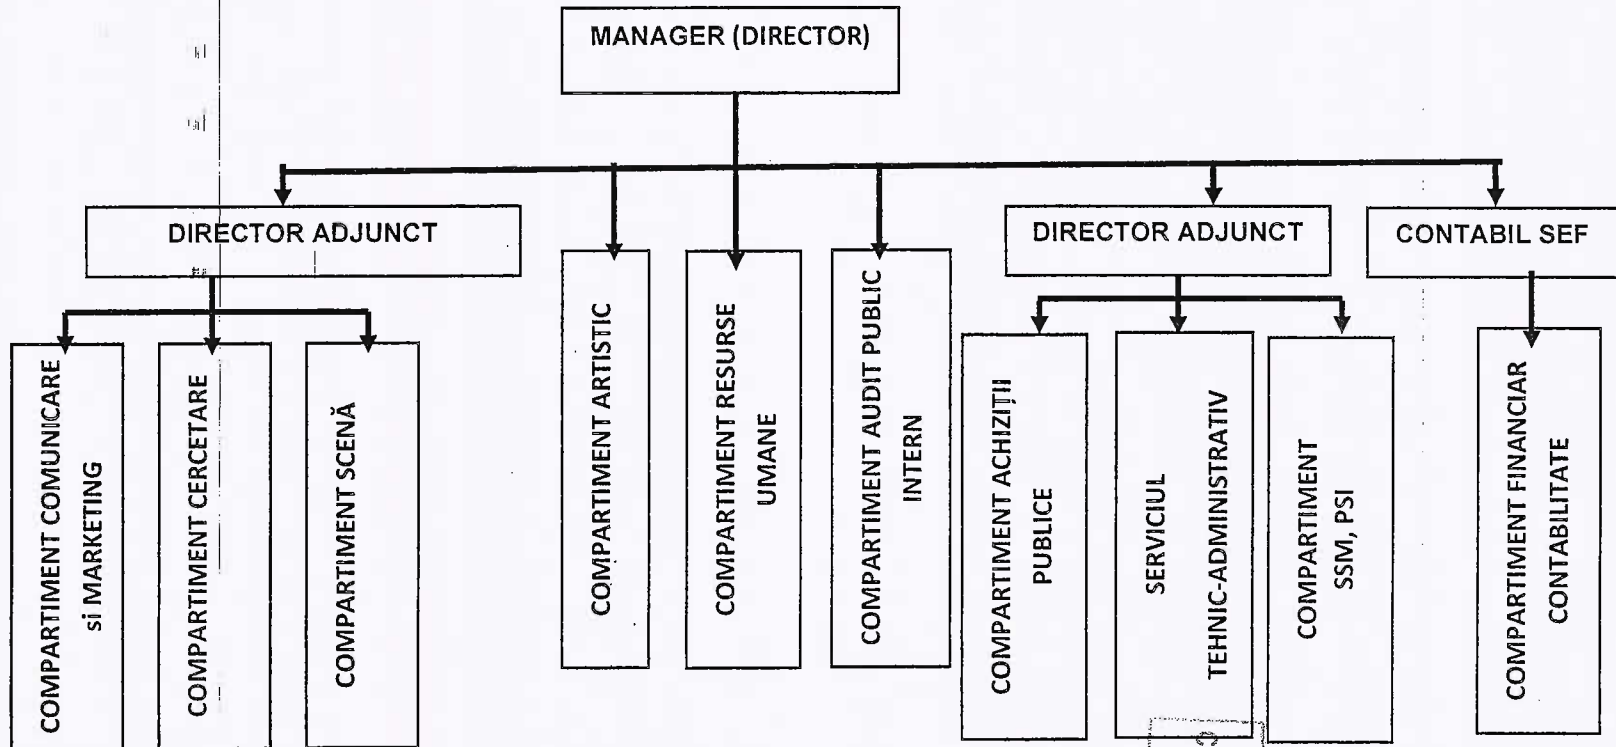 MANAGER (DIRECTOR)
DIRECTOR ADJUNCT
DIRECTOR ADJUNCT
CONTABIL SEF
COMPARTIMENT COMUNICARE
si MARKETING
COMPARTIMENT CERCETARE
COMPARTIMENT SCENĂ
COMPARTIMENT ARTISTIC
COMPARTIMENT RESURSE
UMANE
COMPARTIMENT AUDIT PUBLIC
INTERN
COMPARTIMENT ACHIZIȚII
PUBLICE
SERVICIUL
TEHNIC-ADMINISTRATIV
COMPARTIMENT
SSM, PSI
COMPARTIMENT FINANCIAR
CONTABILITATE